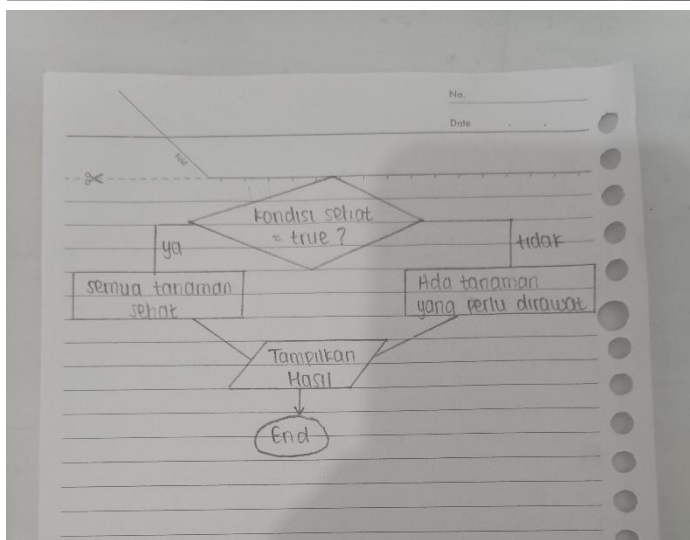 No.
Date
kondisi sehat
= true?
ya
tidak
semua tanaman
sehat
Ada tanaman
yang perlu dirawat
Tampilkan
Hasil
End